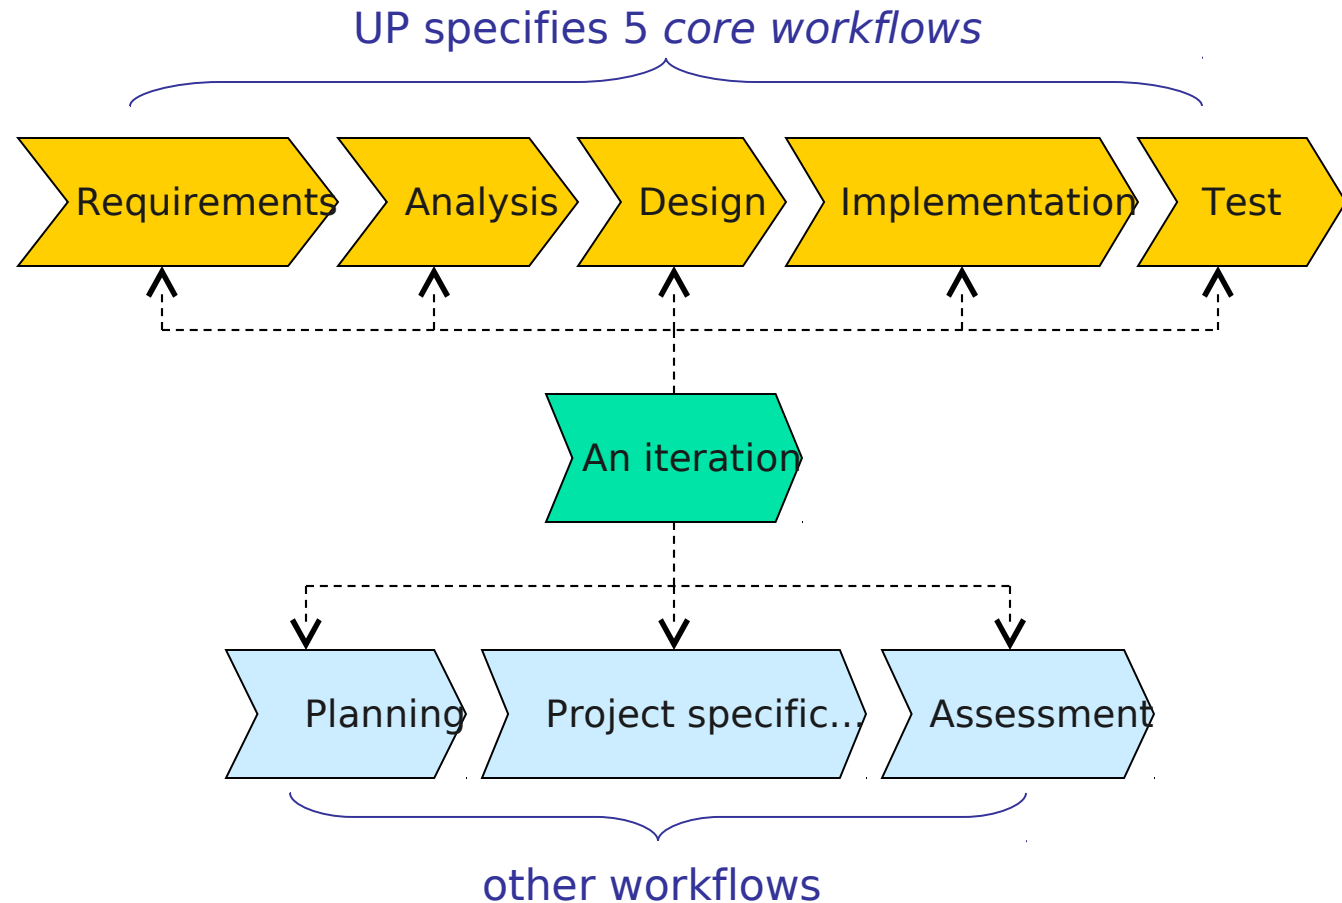 UP specifies 5 core workflows
Requirements
Analysis
Design
Implementation
Test
An iteration
Planning
Project specific...
Assessment
other workflows